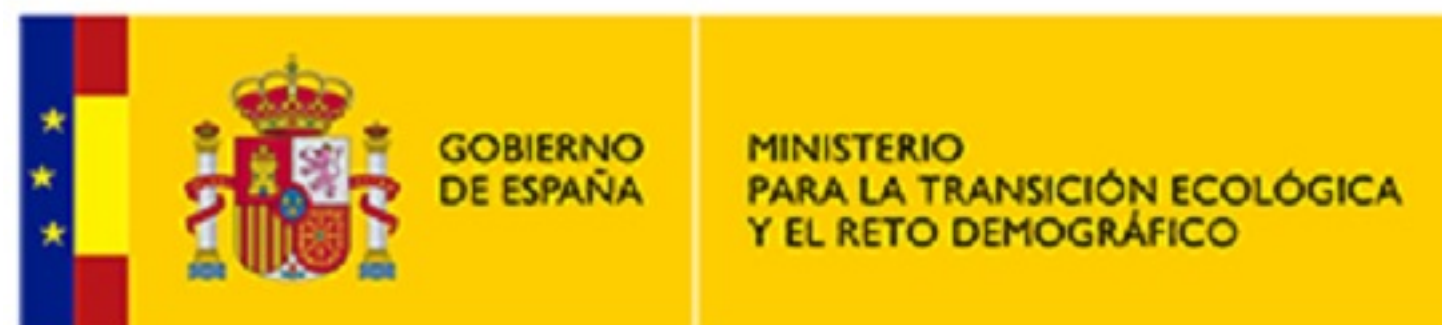 GOBIERNO
DE ESPAÑA
MINISTERIO
PARA LA TRANSICIÓN ECOLÓGICA
Y EL RETO DEMOGRÁFICO